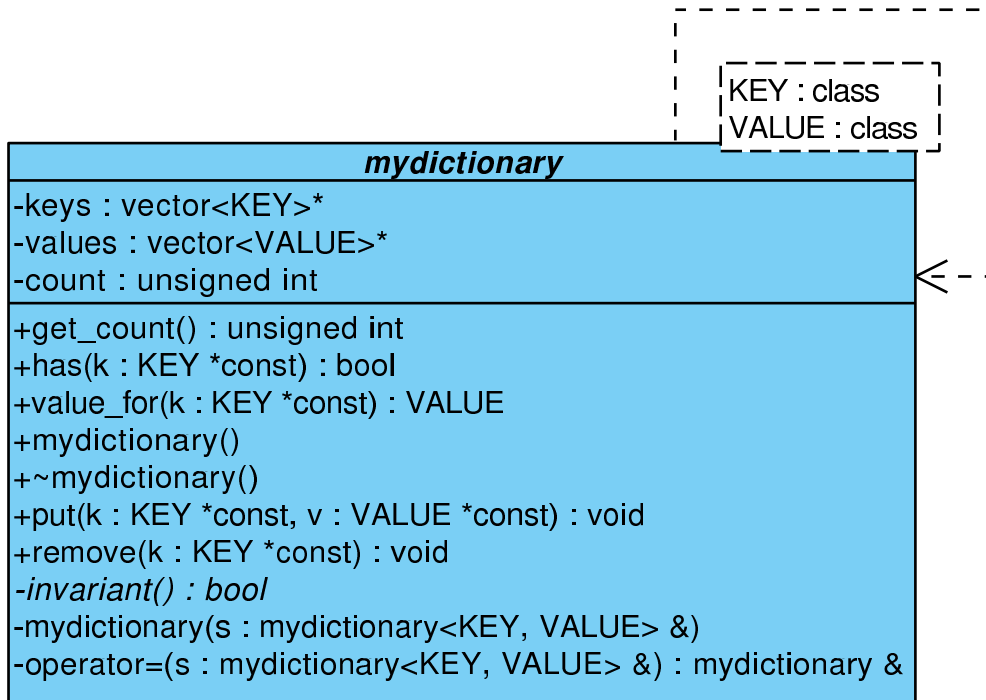 KEY : class
VALUE : class
mydictionary
-keys : vector<KEY>*
-values : vector<VALUE>*
-count : unsigned int
+get_count() : unsigned int
+has(k : KEY *const) : bool
+value_for(k : KEY *const) : VALUE
+mydictionary()
+~mydictionary()
+put(k : KEY *const, v : VALUE *const) : void
+remove(k : KEY *const) : void
-invariant() : bool
-mydictionary(s : mydictionary<KEY, VALUE> &)
-operator=(s : mydictionary<KEY, VALUE> &) : mydictionary &